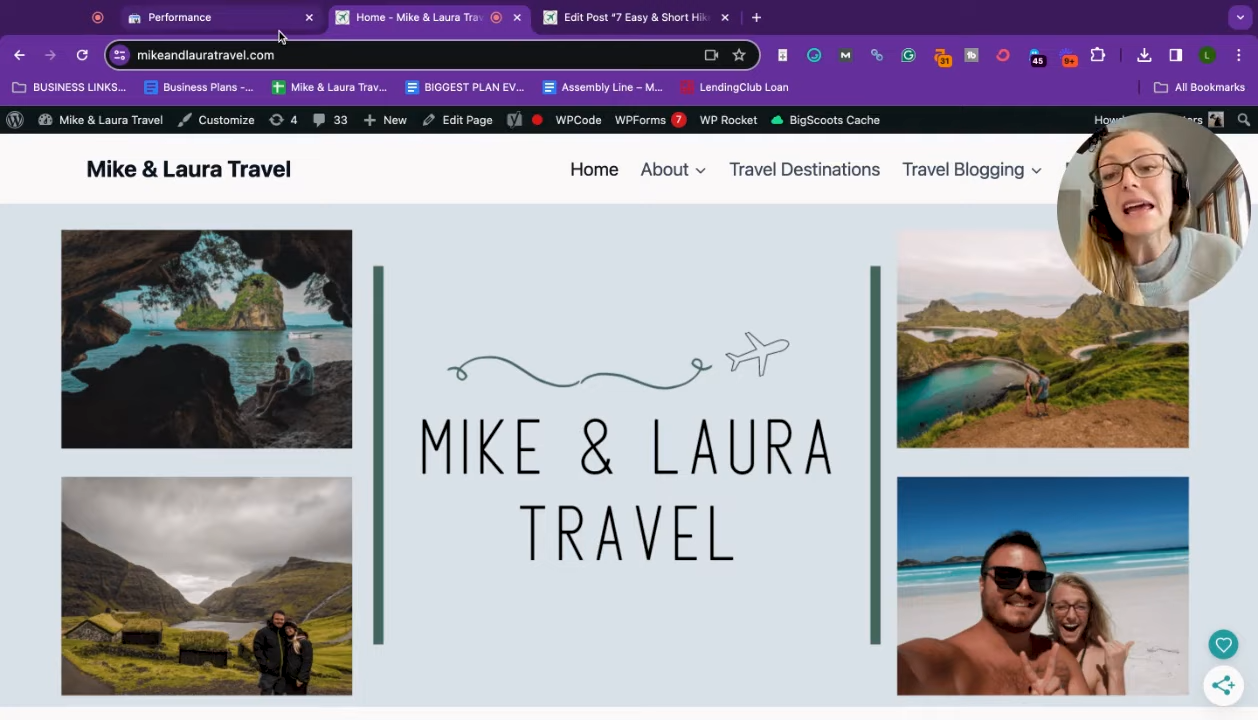 Performance
Home - Mike & Laura Trav
Edit Post "7 Easy & Short Hik
mikeandlauratravel.com
31
45
9+
L
BUSINESS LINKS...
Business Plans -...
Mike & Laura Trav...
BIGGEST PLAN EV...
Assembly Line – M...
LendingClub Loan
All Bookmarks
Mike & Laura Travel
Customize
4
33
New
Edit Page
WPCode
WPForms 7
WP Rocket
BigScoots Cache
Mike & Laura Travel
Home
About
Travel Destinations
Travel Blogging
MIKE & LAURA
TRAVEL